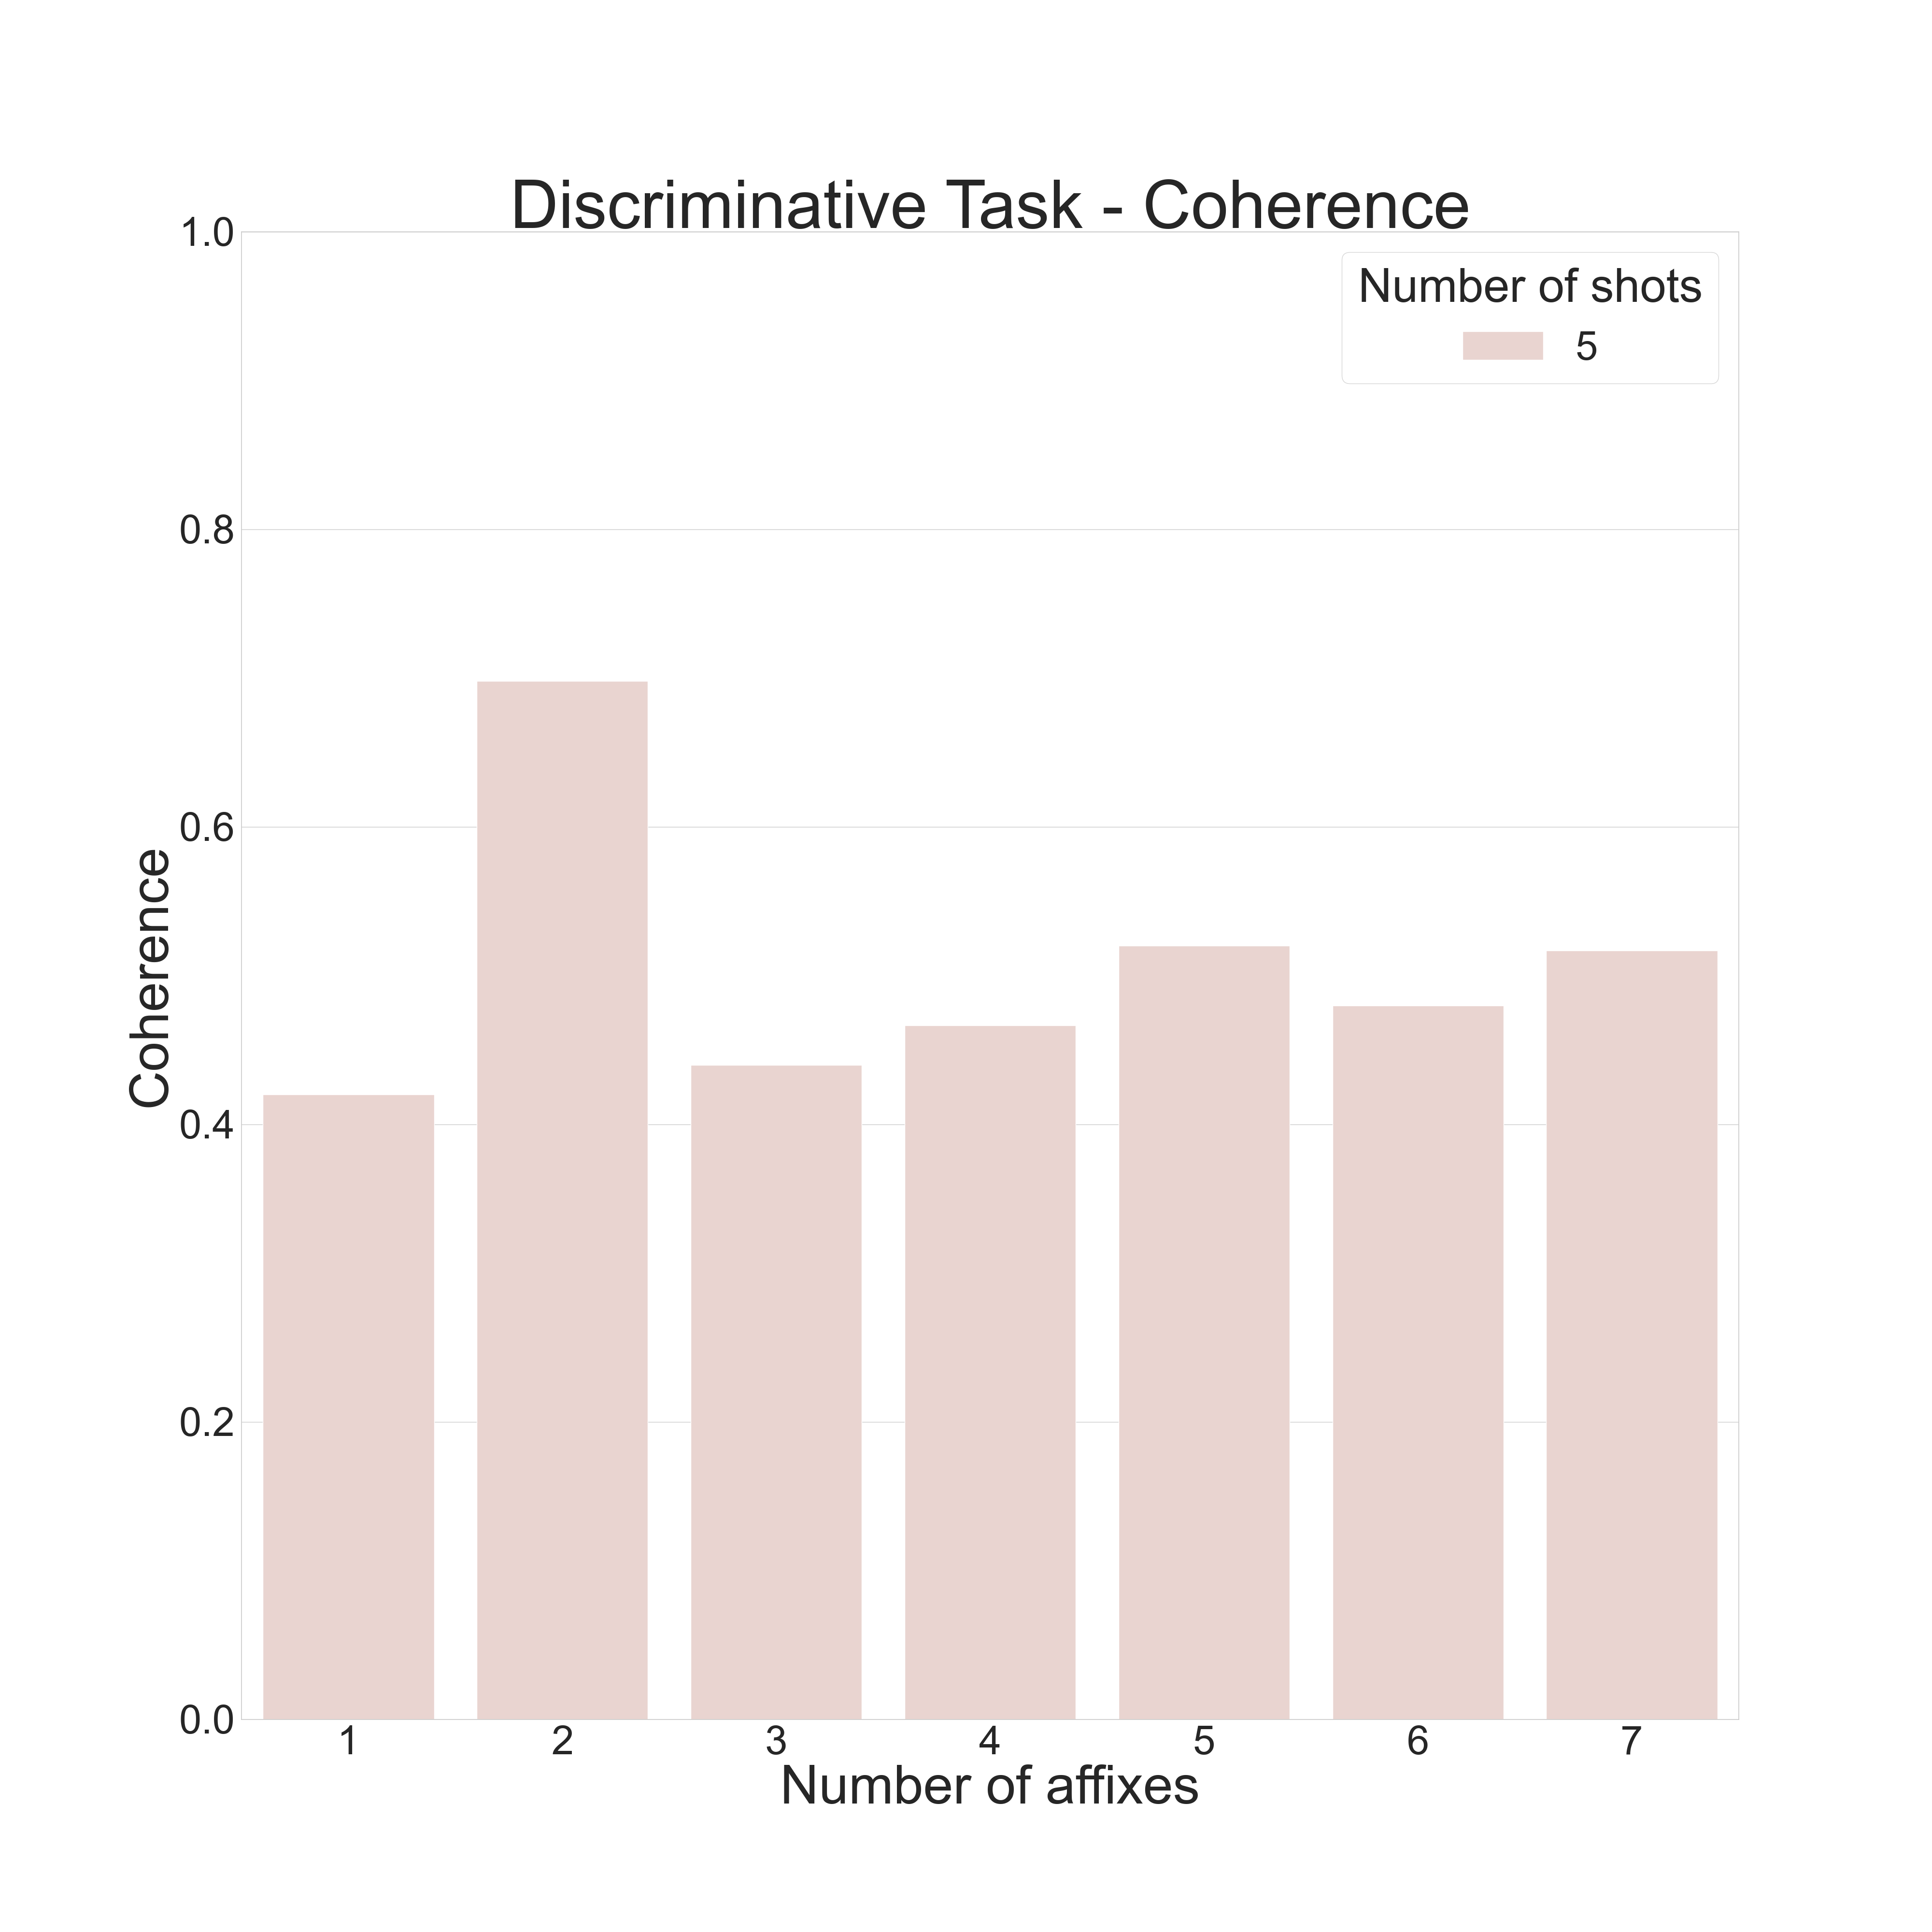 Discriminative Task - Coherence
Number of shots
5
1.0
0.8
0.6
0.4
0.2
0.0
Coherence
1 2 3 4 5 6 7
Number of affixes